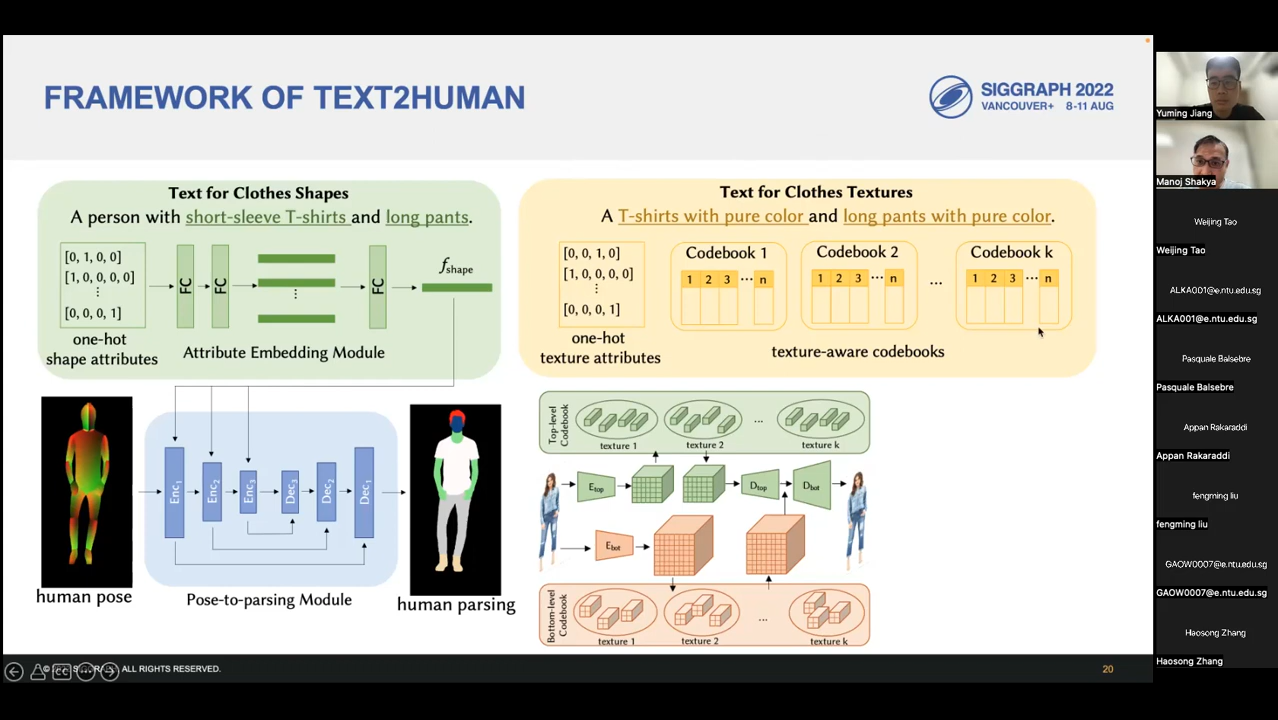 FRAMEWORK OF TEXT2HUMAN
SIGGRAPH 2022
VANCOUVER+ 8-11 AUG
Text for Clothes Shapes
A person with short-sleeve T-shirts and long pants.
[0, 1, 0, 0]
[1, 0, 0, 0, 0]
⋮
[0, 0, 0, 1]
one-hot
shape attributes
FC
FC
⋮
FC
fshape
Attribute Embedding Module
Text for Clothes Textures
A T-shirts with pure color and long pants with pure color.
[0, 0, 1, 0]
[1, 0, 0, 0, 0]
⋮
[0, 0, 0, 1]
one-hot
texture attributes
Codebook 1
1 2 3 ... n
Codebook 2
1 2 3 ... n
...
Codebook k
1 2 3 ... n
texture-aware codebooks
human pose
Enc1
Enc2
Enc3
Dec3
Dec2
Dec1
Pose-to-parsing Module
human parsing
Top-level
Codebook
texture 1
texture 2
...
texture k
Etop
Dtop
Dbot
Ebot
Bottom-level
Codebook
texture 1
texture 2
...
texture k
ALL RIGHTS RESERVED.
20
Yuming Jiang
Manoj Shakya
Weijing Tao
Weijing Tao
ALKA001@e.ntu.edu.sg
ALKA001@e.ntu.edu.sg
Pasquale Balsebre
Pasquale Balsebre
Appan Rakaraddi
Appan Rakaraddi
fengming liu
fengming liu
GAOW0007@e.ntu.edu.sg
GAOW0007@e.ntu.edu.sg
Haosong Zhang
Haosong Zhang